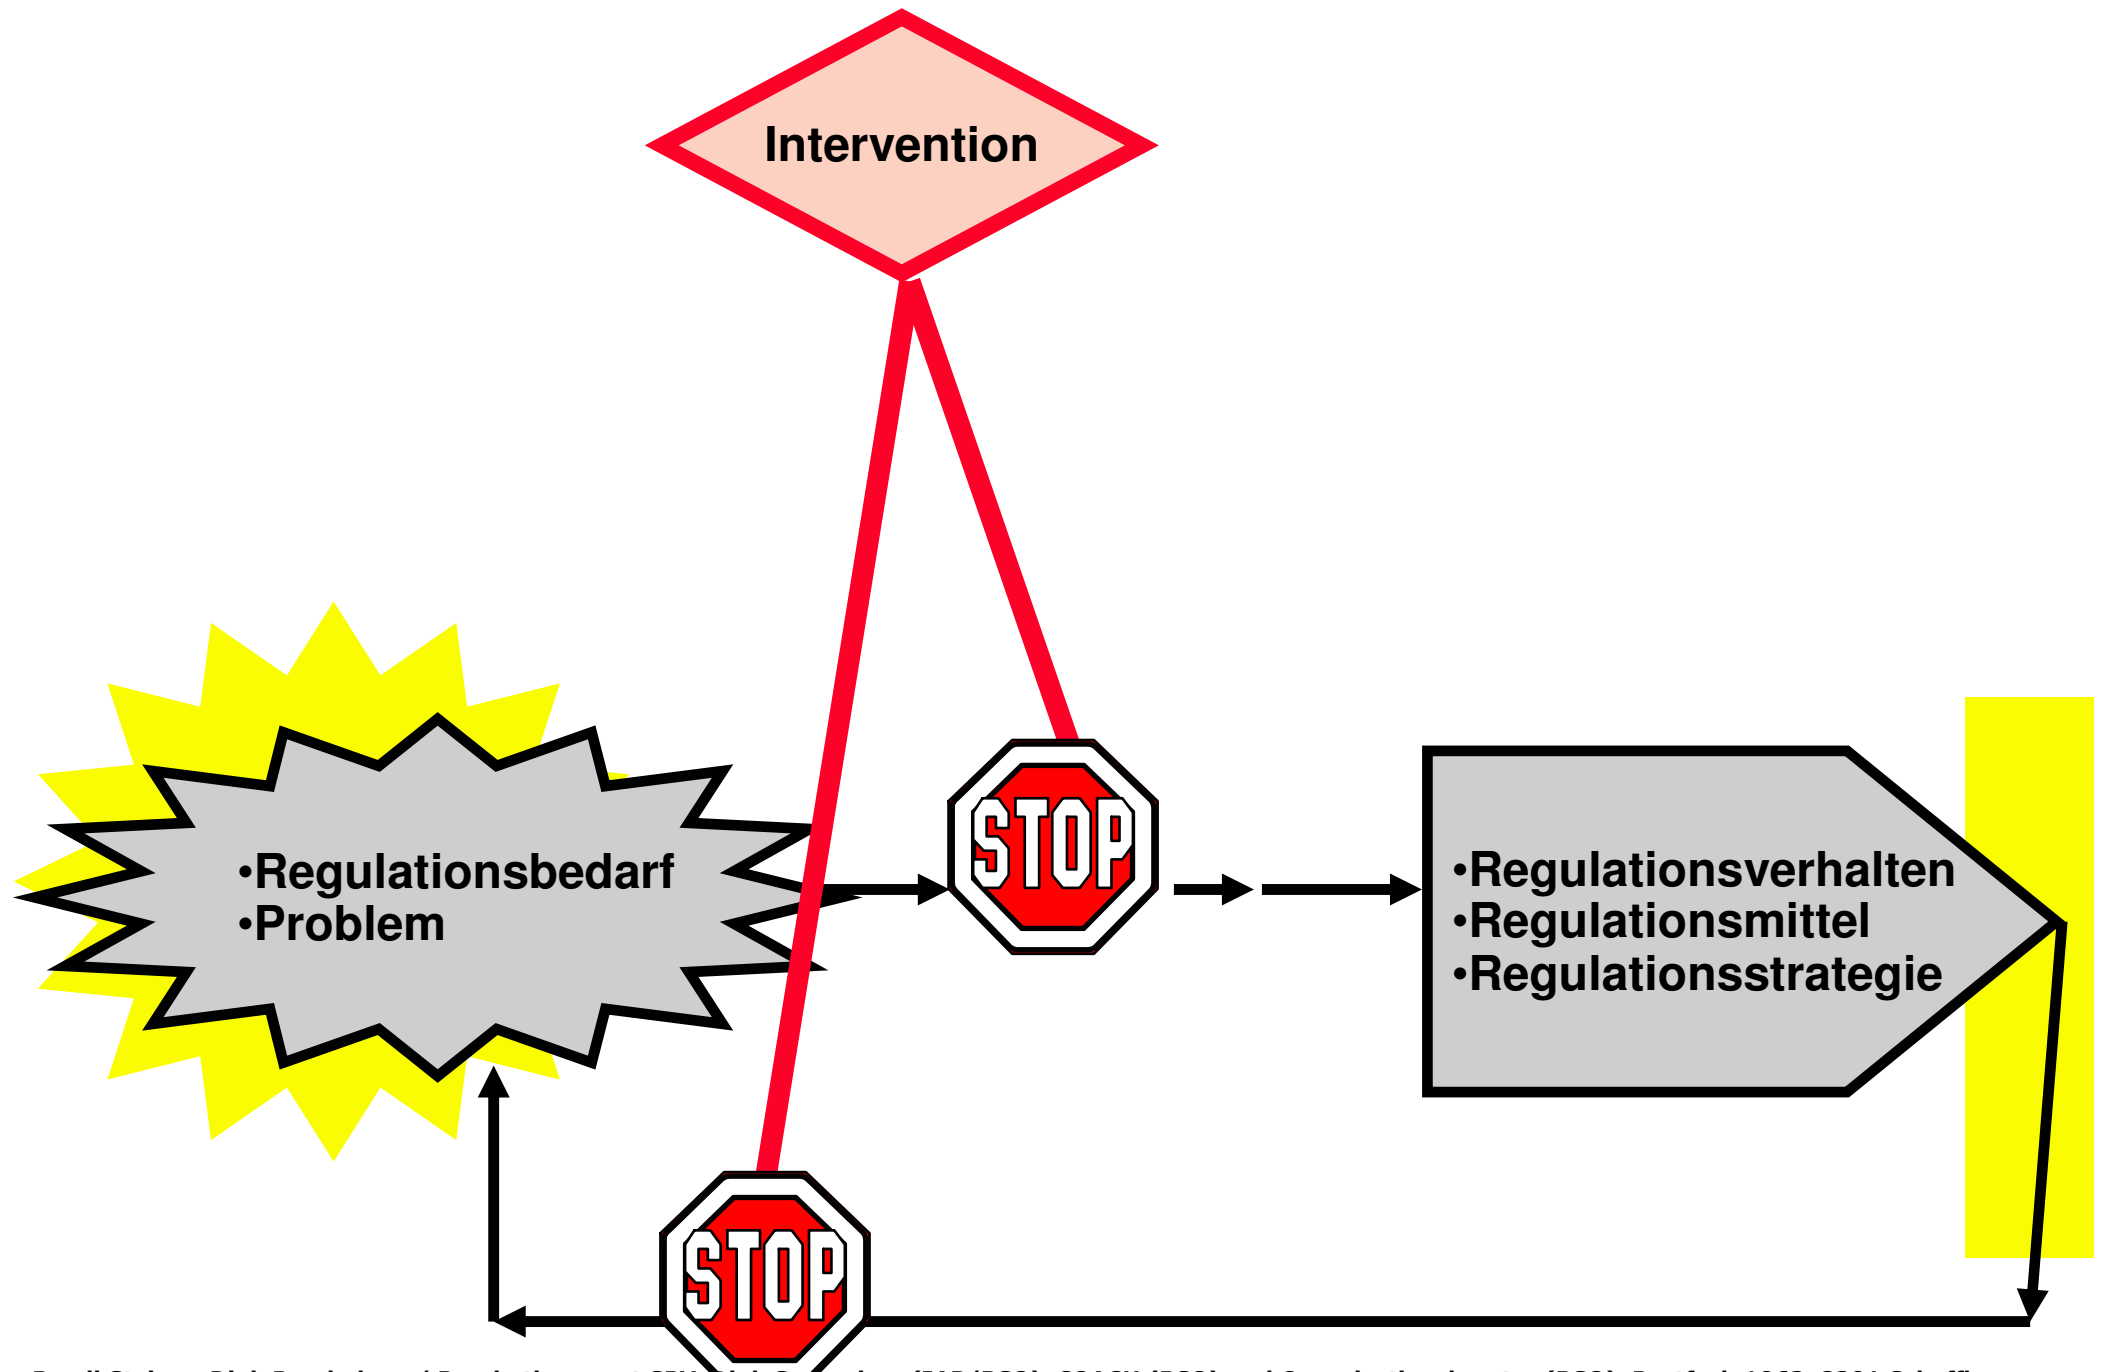 Intervention
STOP
•Regulationsbedarf
•Problem
•Regulationsverhalten
•Regulationsmittel
•Regulationsstrategie
STOP